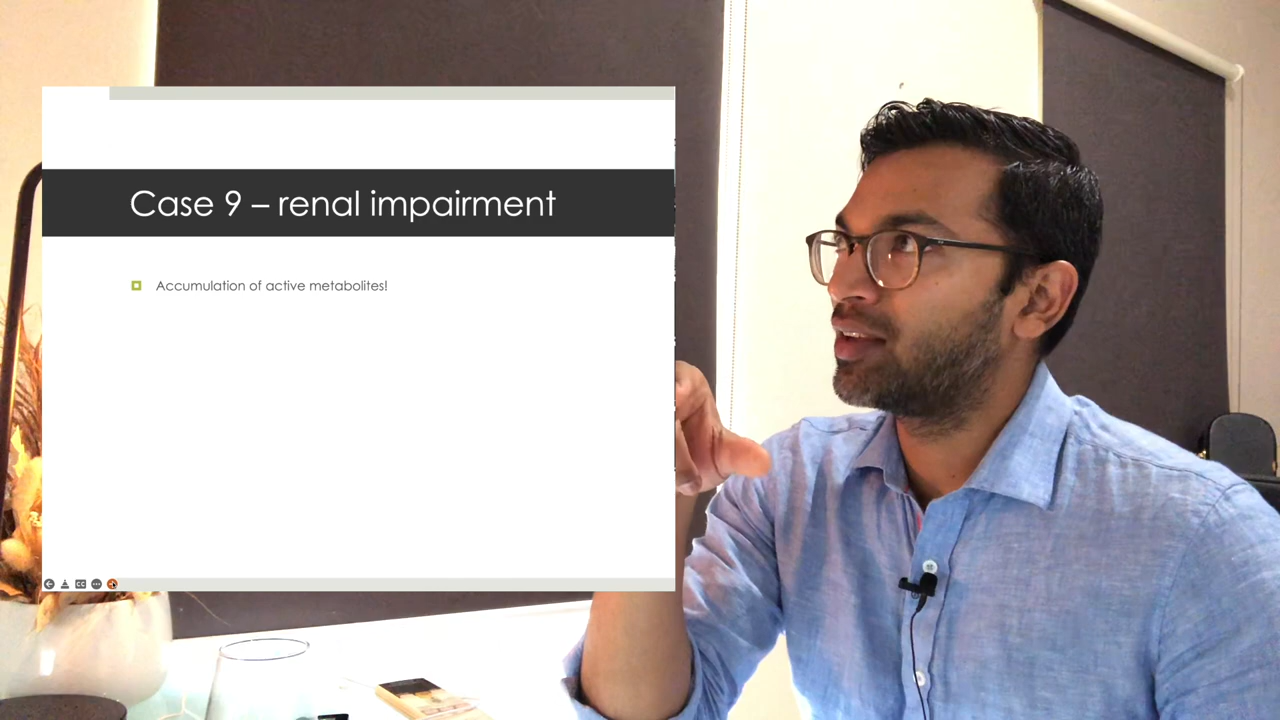 Case 9 – renal impairment
Accumulation of active metabolites!